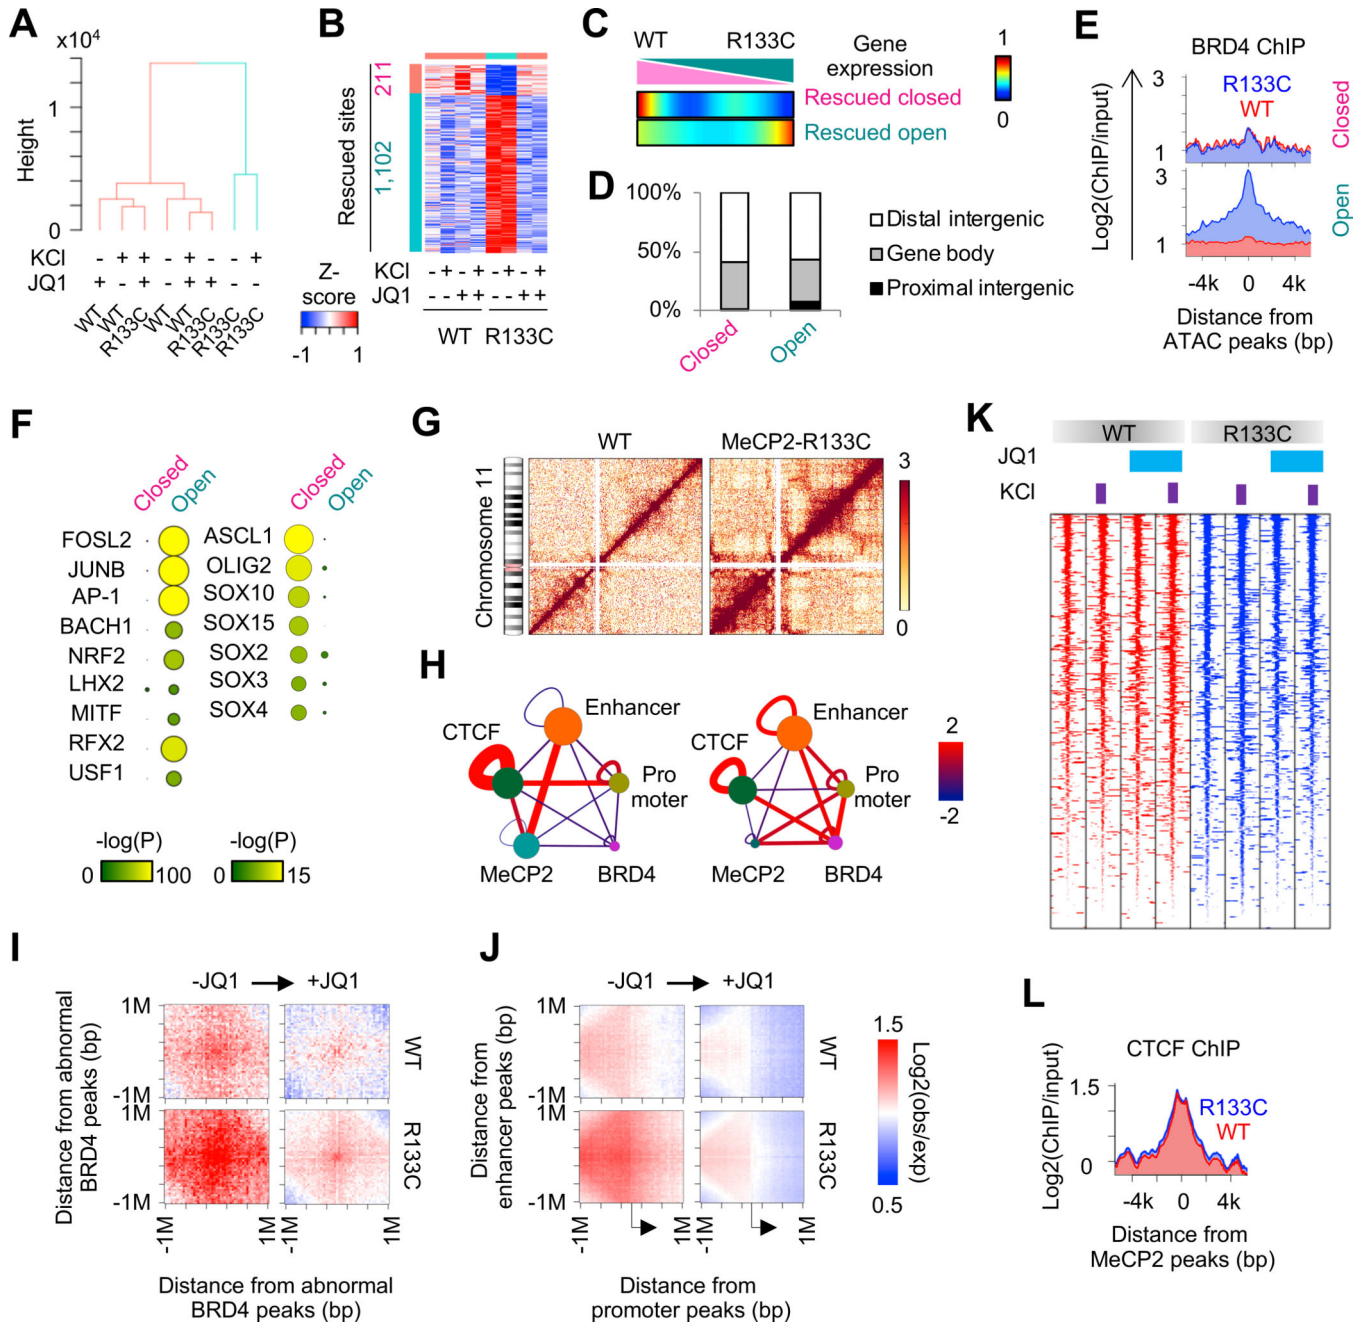 A
x10⁴
1
0
Height
KCl - + + - + - - +
JQ1 + - + - - + - -
WT WT R133C WT WT R133C R133C R133C
B
211
1,102
Rescued sites
KCl - + - + - + - +
JQ1 - - + + - - + +
WT R133C
Z-
score
-1 1
C
WT R133C
Gene
expression
Rescued closed
Rescued open
1
0
D
100%
50%
0%
Closed
Open
Distal intergenic
Gene body
Proximal intergenic
E
BRD4 ChIP
R133C
WT
3
1
3
1
Log2(ChIP/input)
Closed
Open
-4k 0 4k
Distance from
ATAC peaks (bp)
F
Closed Open
FOSL2
JUNB
AP-1
BACH1
NRF2
LHX2
MITF
RFX2
USF1
Closed Open
ASCL1
OLIG2
SOX10
SOX15
SOX2
SOX3
SOX4
-log(P)
0 100
-log(P)
0 15
G
WT
MeCP2-R133C
Chromosome 11
3
0
H
Enhancer
CTCF
Pro
moter
MeCP2
BRD4
Enhancer
CTCF
Pro
moter
MeCP2
BRD4
2
-2
I
-JQ1 +JQ1
1M
-1M
1M
-1M
WT
R133C
Distance from abnormal
BRD4 peaks (bp)
-1M 1M -1M 1M
Distance from abnormal
BRD4 peaks (bp)
J
-JQ1 +JQ1
1M
-1M
1M
-1M
WT
R133C
Distance from
enhancer peaks (bp)
-1M 1M -1M 1M
Distance from
promoter peaks (bp)
1.5
0.5
Log2(obs/exp)
K
WT R133C
JQ1
KCl
L
CTCF ChIP
R133C
WT
1.5
0
Log2(ChIP/input)
-4k 0 4k
Distance from
MeCP2 peaks (bp)